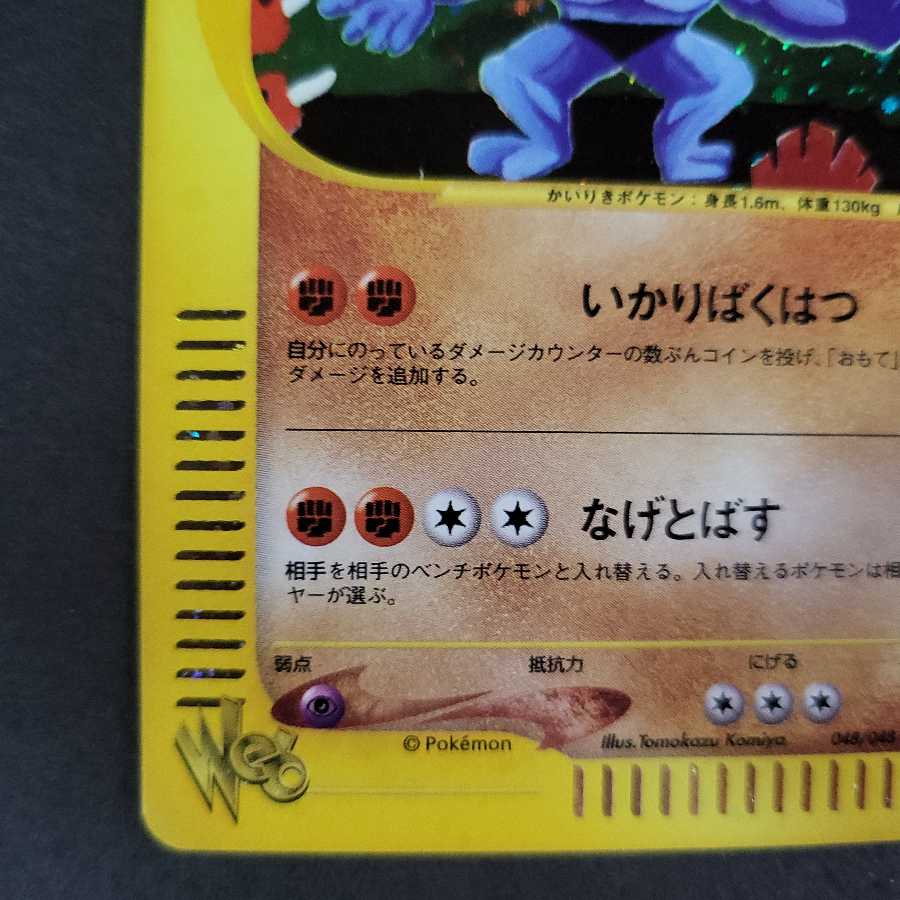 かいりきポケモン：身長1.6m、体重130kg
いかりばくはつ
自分にのっているダメージカウンターの数ぶんコインを投げ、「おもて」
ダメージを追加する。
なげとばす
相手を相手のベンチポケモンと入れ替える。入れ替えるポケモンは相
ヤーが選ぶ。
弱点 抵抗力 にげる
© Pokémon Illus. Tomokazu Komiya 048/048
Web